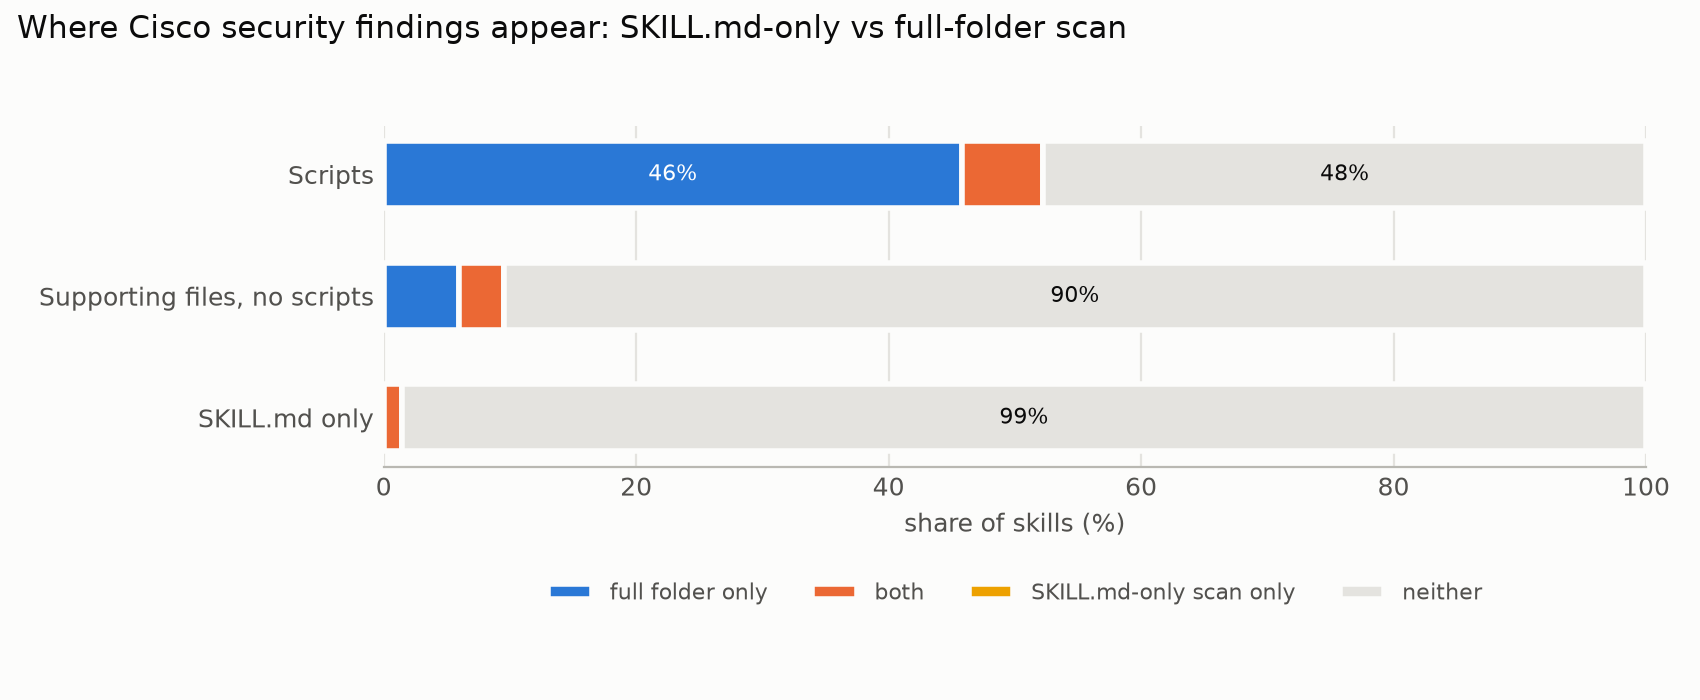 Where Cisco security findings appear: SKILL.md-only vs full-folder scan
Scripts
46%
48%
Supporting files, no scripts
90%
SKILL.md only
99%
0 20 40 60 80 100
share of skills (%)
full folder only both SKILL.md-only scan only neither